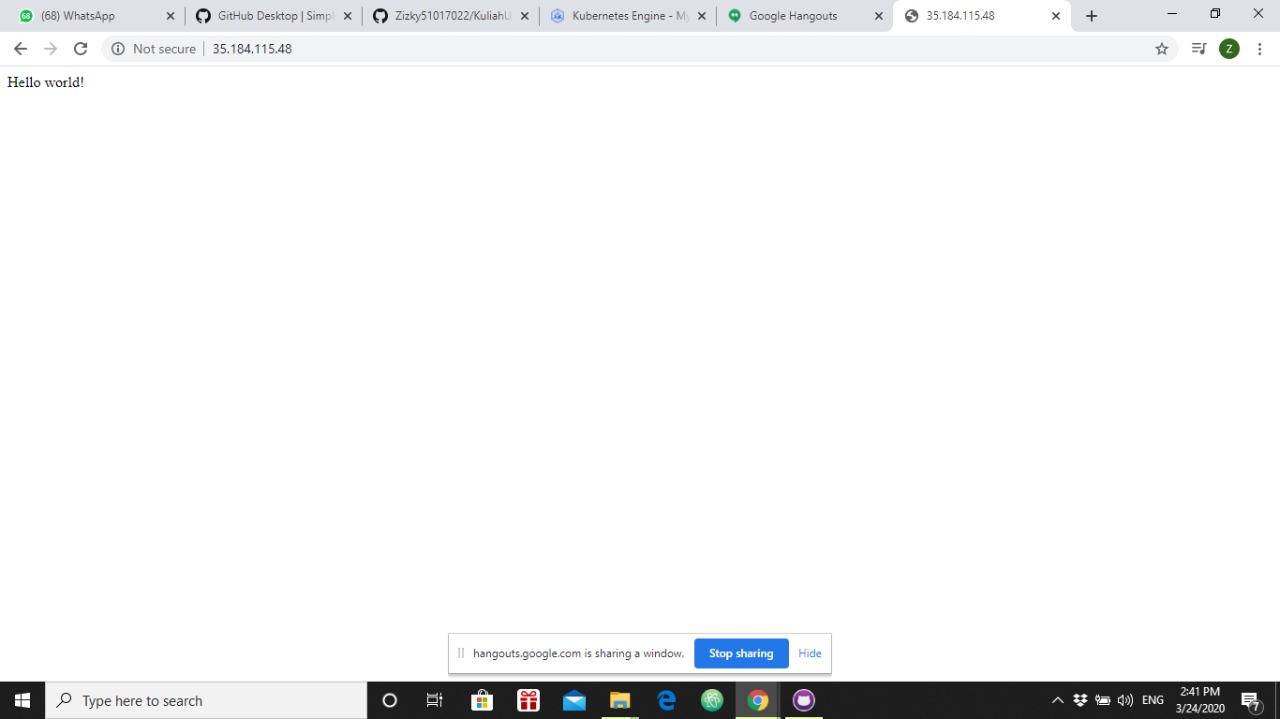 68 (68) WhatsApp
GitHub Desktop | Simpl
Zizky51017022/KuliahU
Kubernetes Engine - My
Google Hangouts
35.184.115.48
Not secure
35.184.115.48
Z
Hello world!
hangouts.google.com is sharing a window.
Stop sharing
Hide
Type here to search
ENG
2:41 PM
3/24/2020
7